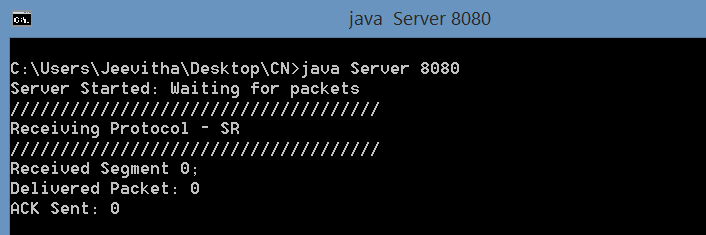 java Server 8080
C:\Users\Jeevitha\Desktop\CN>java Server 8080
Server Started: Waiting for packets
/////////////////////////////////////
Receiving Protocol - SR
/////////////////////////////////////
Received Segment 0;
Delivered Packet: 0
ACK Sent: 0